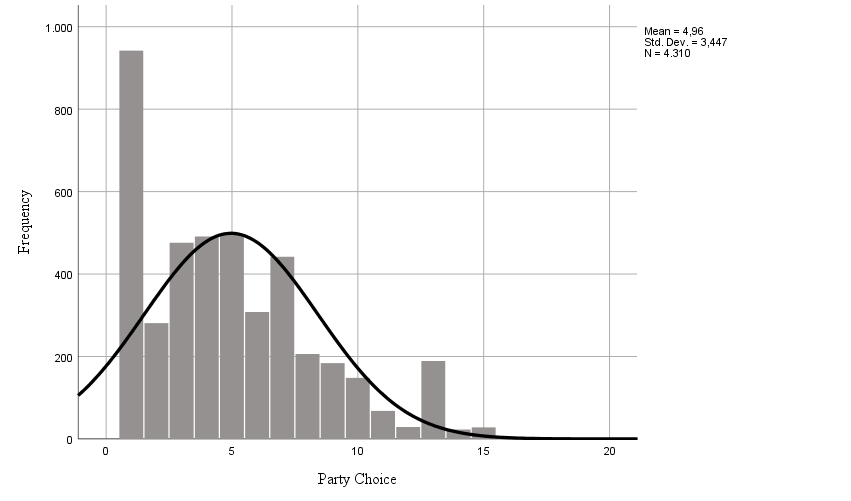 Mean = 4,96
Std. Dev. = 3,447
N = 4.310
1.000
800
600
400
200
0
Frequency
0 5 10 15 20
Party Choice